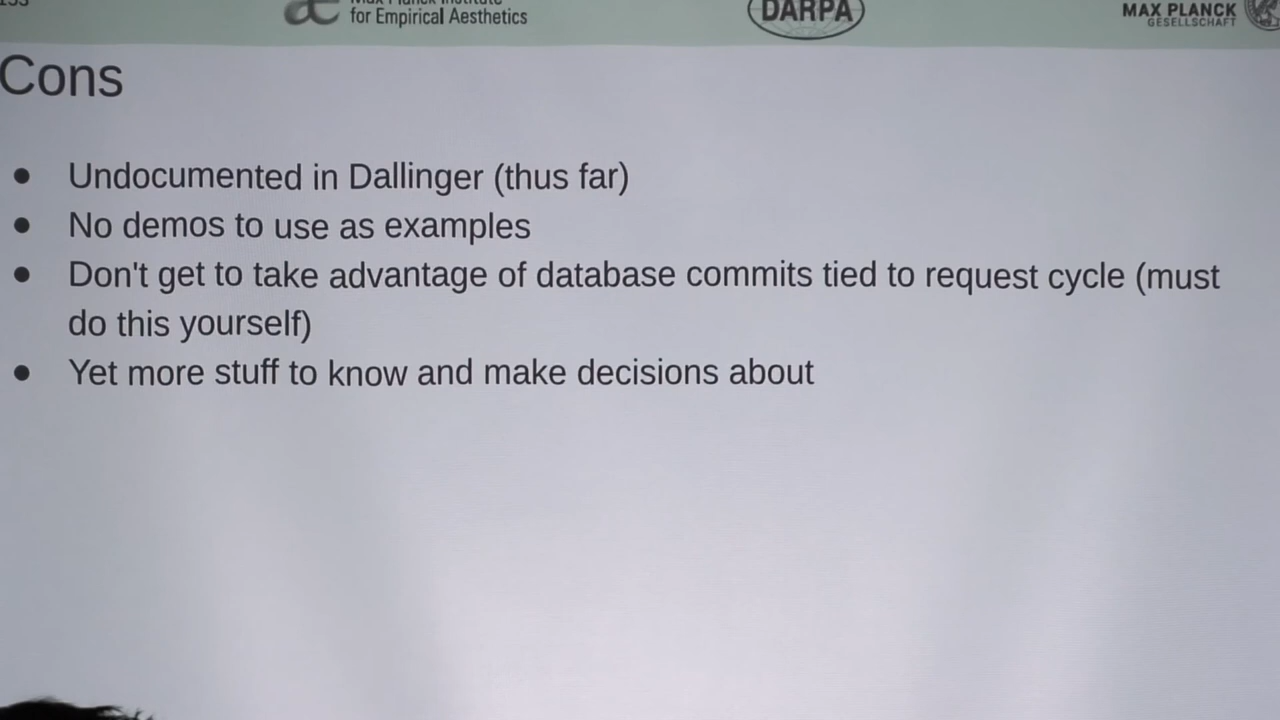 for Empirical Aesthetics
DARPA
MAX PLANCK
GESELLSCHAFT
Cons
● Undocumented in Dallinger (thus far)
● No demos to use as examples
● Don't get to take advantage of database commits tied to request cycle (must
do this yourself)
● Yet more stuff to know and make decisions about